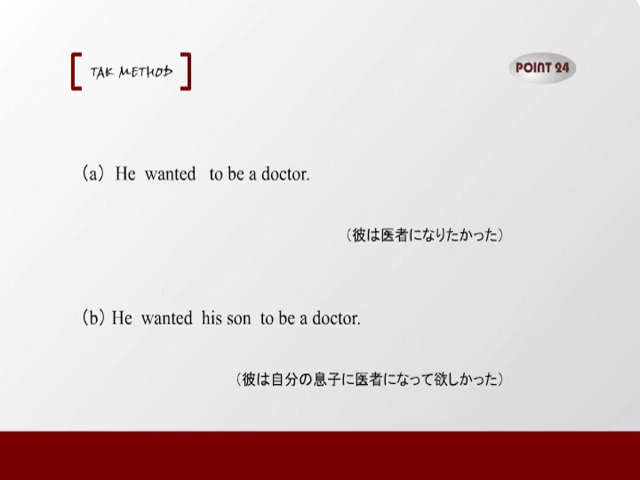 TAK METHOD
POINT 24
(a) He wanted to be a doctor.
（彼は医者になりたかった）
(b) He wanted his son to be a doctor.
（彼は自分の息子に医者になって欲しかった）